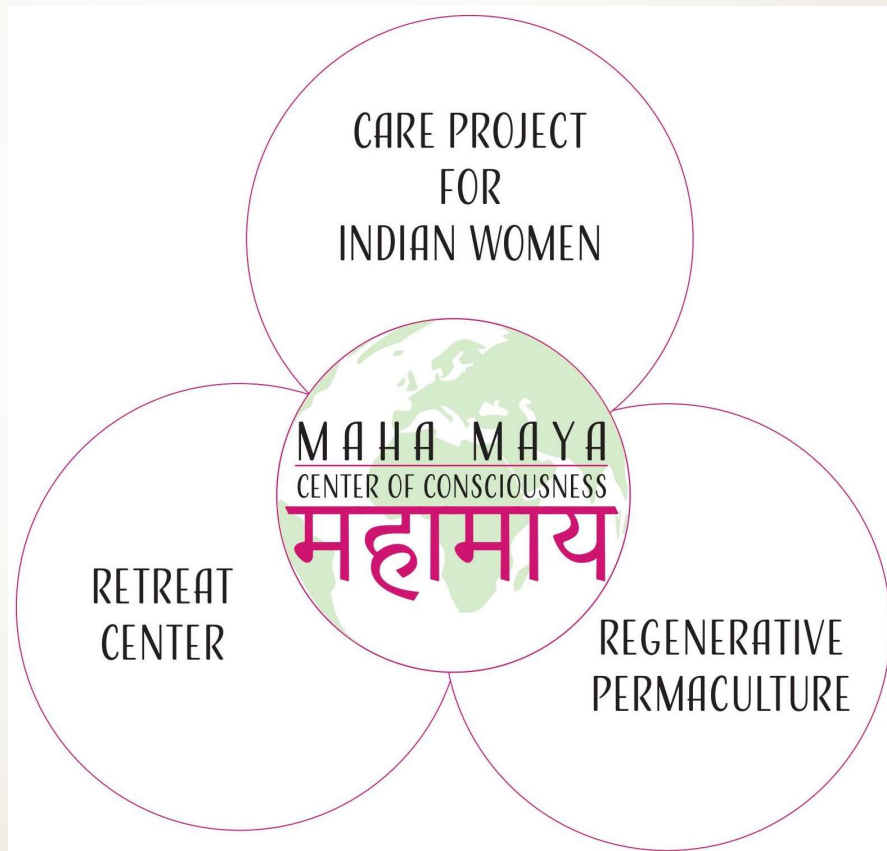 CARE PROJECT
FOR
INDIAN WOMEN
MAHA MAYA
CENTER OF CONSCIOUSNESS
महामाय
RETREAT
CENTER
REGENERATIVE
PERMACULTURE